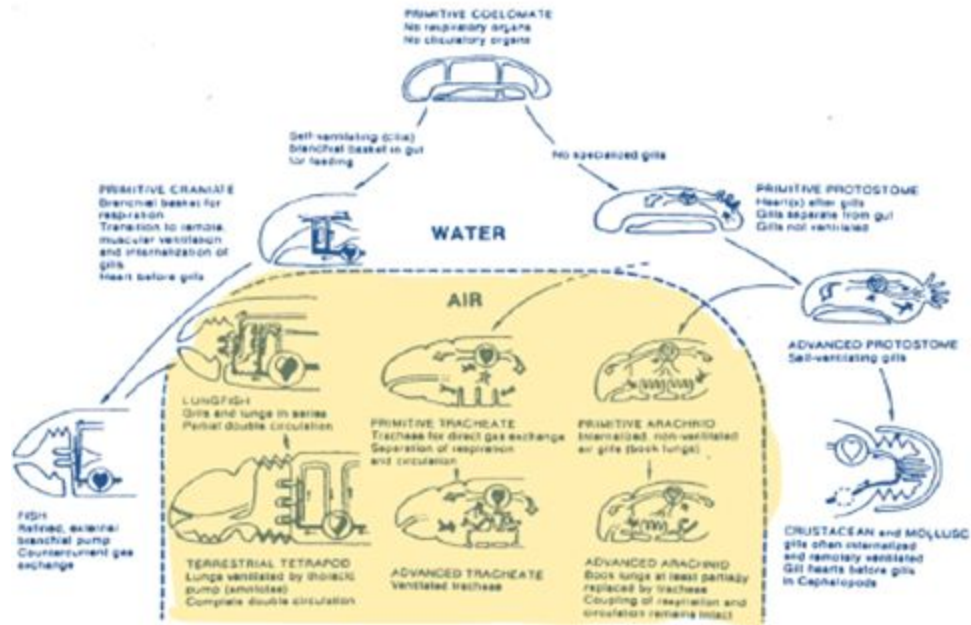 PRIMITIVE COELOMATE
No respiratory organs
No circulatory organs
Self-ventilating (cilia)
branchial basket in gut
for feeding
No specialized gills
PRIMITIVE CRANIATE
Branchial basket for
respiration
Transition to remote,
muscular ventilation
and internalization of
gills
Heart before gills
WATER
PRIMITIVE PROTOSTOME
Heart(s) after gills
Gills separate from gut
Gills not ventilated
AIR
ADVANCED PROTOSTOME
Self-ventilating gills
LUNGFISH
Gills and lungs in series
Partial double circulation
PRIMITIVE TRACHEATE
Tracheae for direct gas exchange
Separation of respiration
and circulation
PRIMITIVE ARACHNID
Internalized, non-ventilated
air gills (book lungs)
FISH
Refined, external
branchial pump
Countercurrent gas
exchange
TERRESTRIAL TETRAPOD
Lungs ventilated by thoracic
pump (amniotes)
Complete double circulation
ADVANCED TRACHEATE
Ventilated tracheae
ADVANCED ARACHNID
Book lungs at least partially
replaced by tracheae
Coupling of respiration and
circulation remains intact
CRUSTACEAN and MOLLUSC
gills often internalized
and remotely ventilated
Gill hearts before gills
in Cephalopods